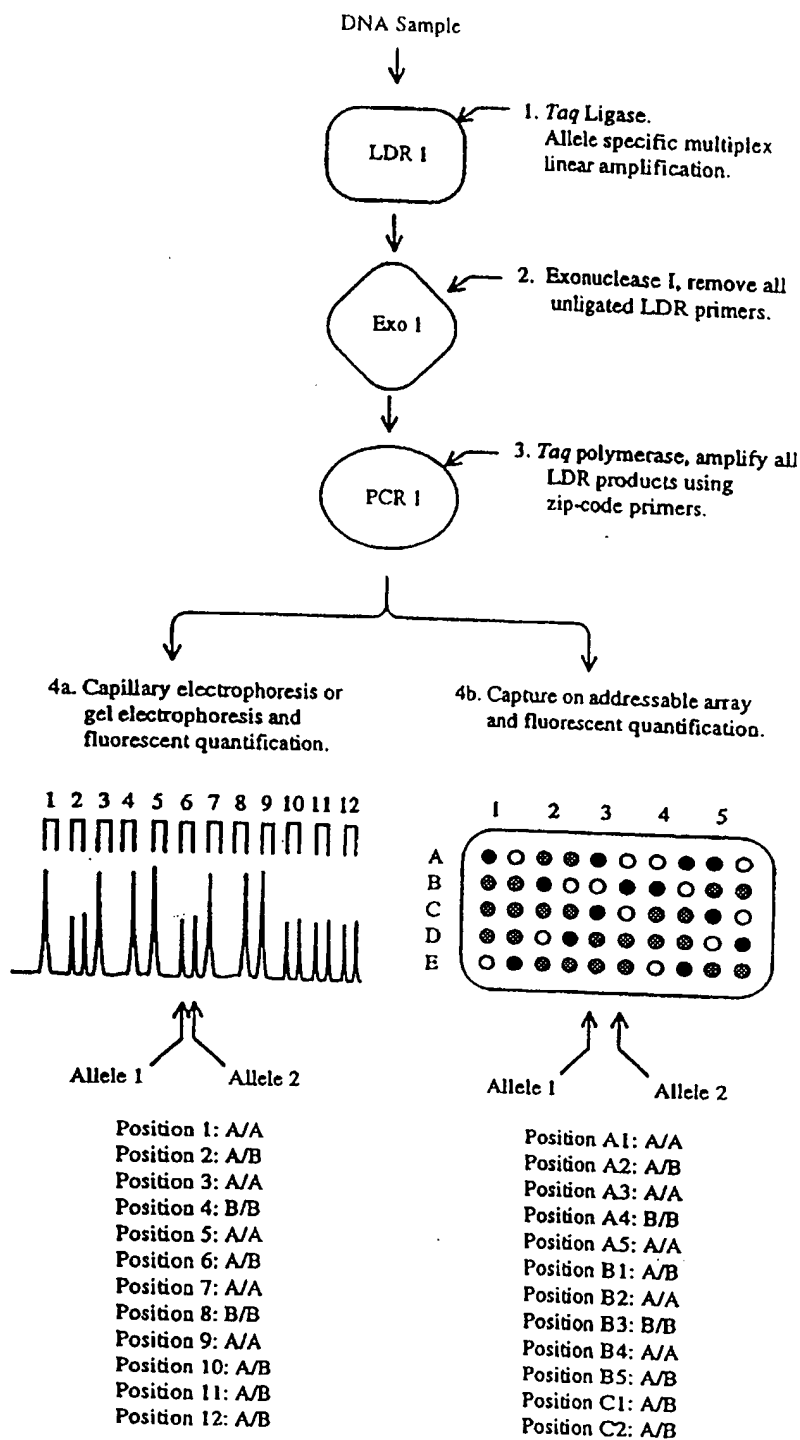 DNA Sample
LDR 1
1. Taq Ligase.
Allele specific multiplex
linear amplification.
Exo 1
2. Exonuclease I, remove all
unligated LDR primers.
PCR 1
3. Taq polymerase, amplify all
LDR products using
zip-code primers.
4a. Capillary electrophoresis or
gel electrophoresis and
fluorescent quantification.
4b. Capture on addressable array
and fluorescent quantification.
1 2 3 4 5 6 7 8 9 10 11 12
1 2 3 4 5
A
B
C
D
E
Allele 1 Allele 2
Allele 1 Allele 2
Position 1: A/A
Position 2: A/B
Position 3: A/A
Position 4: B/B
Position 5: A/A
Position 6: A/B
Position 7: A/A
Position 8: B/B
Position 9: A/A
Position 10: A/B
Position 11: A/B
Position 12: A/B
Position A1: A/A
Position A2: A/B
Position A3: A/A
Position A4: B/B
Position A5: A/A
Position B1: A/B
Position B2: A/A
Position B3: B/B
Position B4: A/A
Position B5: A/B
Position C1: A/B
Position C2: A/B